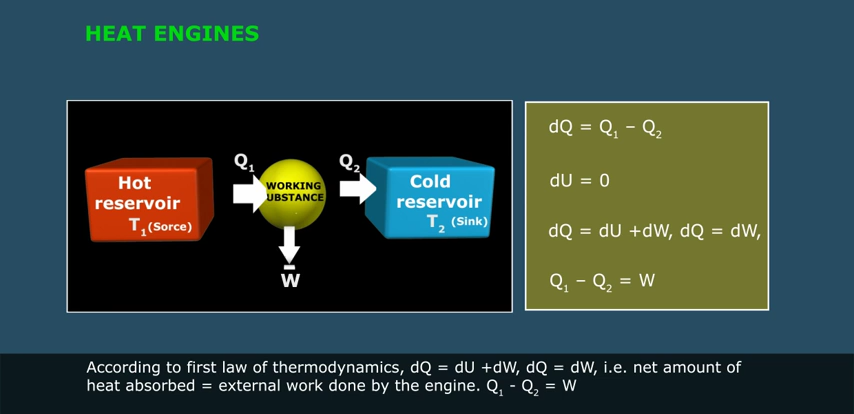 HEAT ENGINES
Hot
reservoir
T₁(Sorce)
Q₁
WORKING
UBSTANCE
W
Q₂
Cold
reservoir
T₂ (Sink)
dQ = Q₁ – Q₂
dU = 0
dQ = dU +dW, dQ = dW,
Q₁ – Q₂ = W
According to first law of thermodynamics, dQ = dU +dW, dQ = dW, i.e. net amount of
heat absorbed = external work done by the engine. Q₁ - Q₂ = W